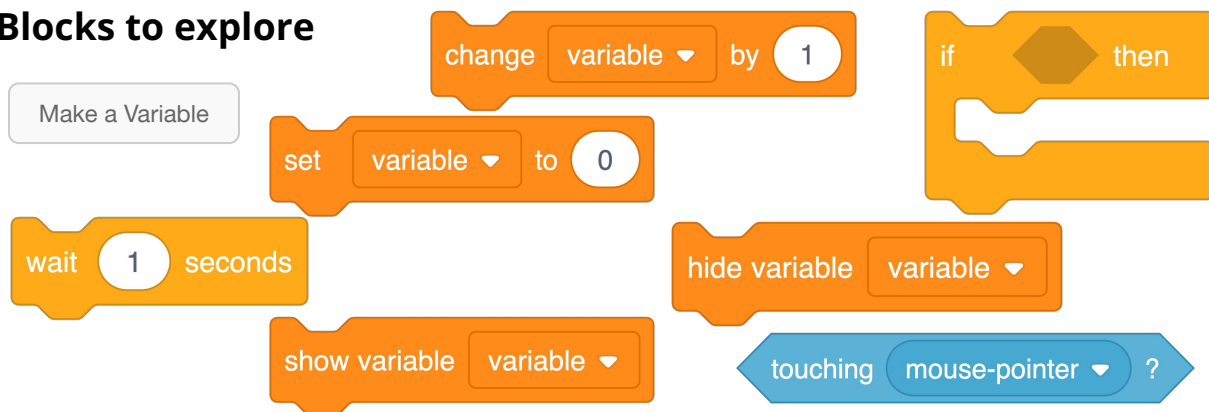 Blocks to explore
change variable by 1
if then
Make a Variable
set variable to 0
wait 1 seconds
hide variable variable
show variable variable
touching mouse-pointer ?